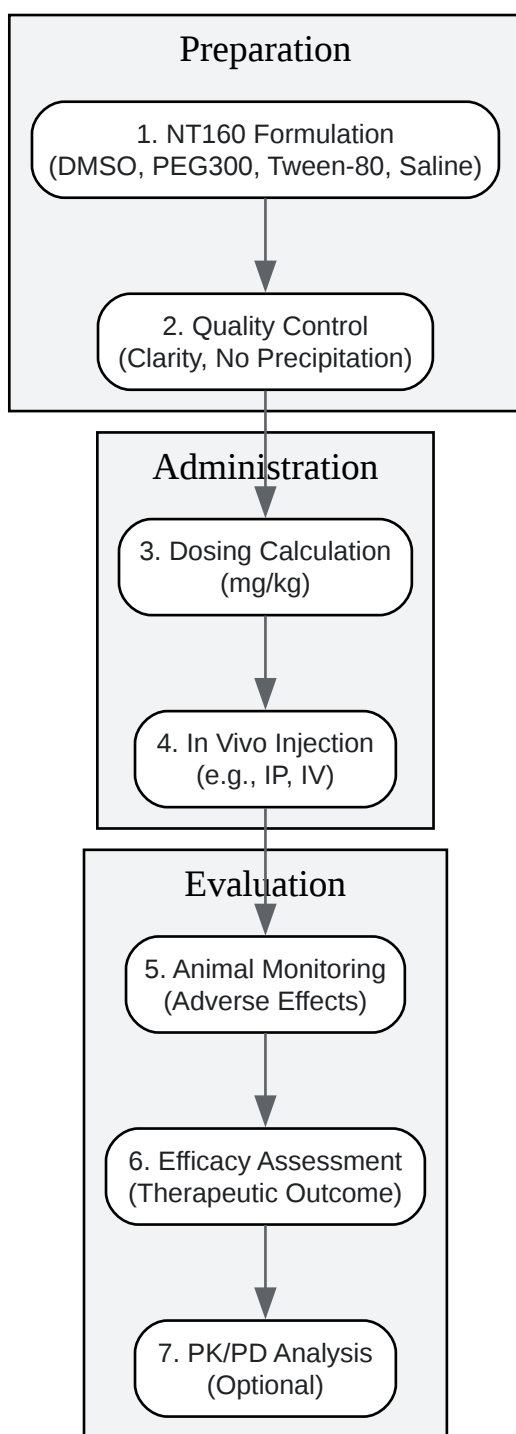 Preparation
1. NT160 Formulation
(DMSO, PEG300, Tween-80, Saline)
2. Quality Control
(Clarity, No Precipitation)
Administration
3. Dosing Calculation
(mg/kg)
4. In Vivo Injection
(e.g., IP, IV)
Evaluation
5. Animal Monitoring
(Adverse Effects)
6. Efficacy Assessment
(Therapeutic Outcome)
7. PK/PD Analysis
(Optional)